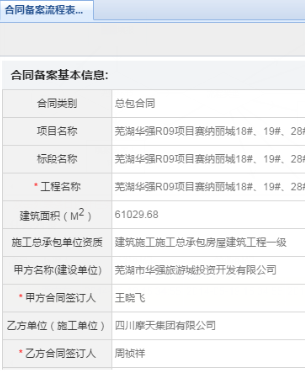 合同备案流程表...
合同备案基本信息:
合同类别 总包合同
项目名称 芜湖华强R09项目赛纳丽城18#、19#、28#
标段名称 芜湖华强R09项目赛纳丽城18#、19#、28#
* 工程名称 芜湖华强R09项目赛纳丽城18#、19#、28#
建筑面积（M2） 61029.68
施工总承包单位资质 建筑施工施工总承包房屋建筑工程一级
甲方名称(建设单位) 芜湖市华强旅游城投资开发有限公司
* 甲方合同签订人 王晓飞
乙方单位（施工单位） 四川摩天集团有限公司
* 乙方合同签订人 周祯祥